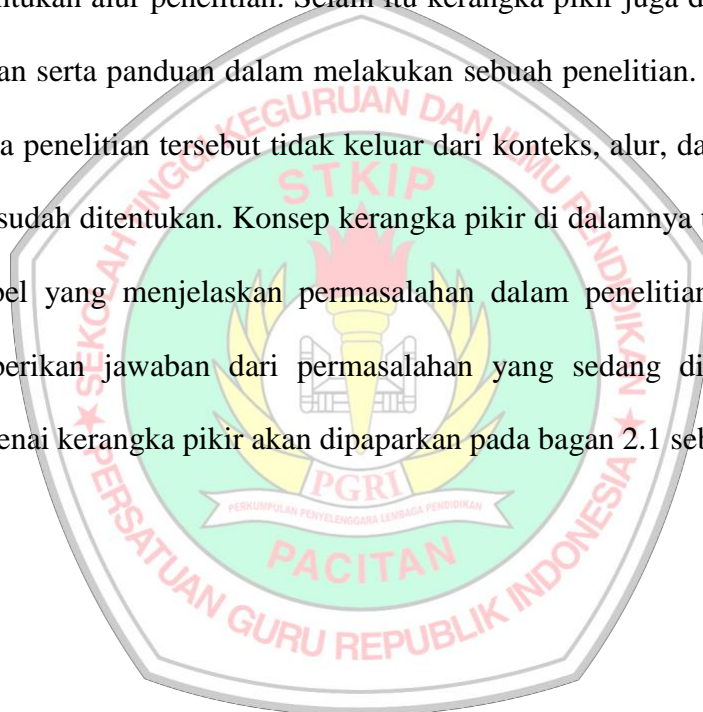 ntukan alur penelitian. Selain itu kerangka pikir juga d
an serta panduan dalam melakukan sebuah penelitian.
a penelitian tersebut tidak keluar dari konteks, alur, da
sudah ditentukan. Konsep kerangka pikir di dalamnya t
bel yang menjelaskan permasalahan dalam penelitian
berikan jawaban dari permasalahan yang sedang di
enai kerangka pikir akan dipaparkan pada bagan 2.1 seb
SEKOLAH TINGGI KEGURUAN DAN ILMU PENDIDIKAN
STKIP
PGRI
PERKUMPULAN PENYELENGGARA LEMBAGA PENDIDIKAN
PACITAN
PERSATUAN GURU REPUBLIK INDONESIA